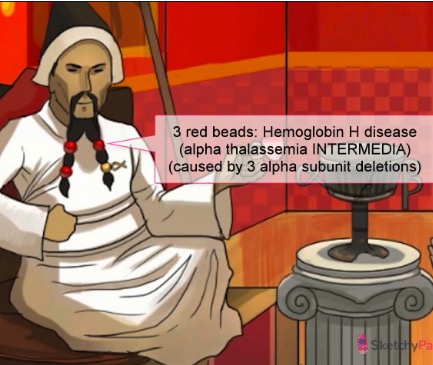 3 red beads: Hemoglobin H disease
(alpha thalassemia INTERMEDIA)
(caused by 3 alpha subunit deletions)
SketchyPa